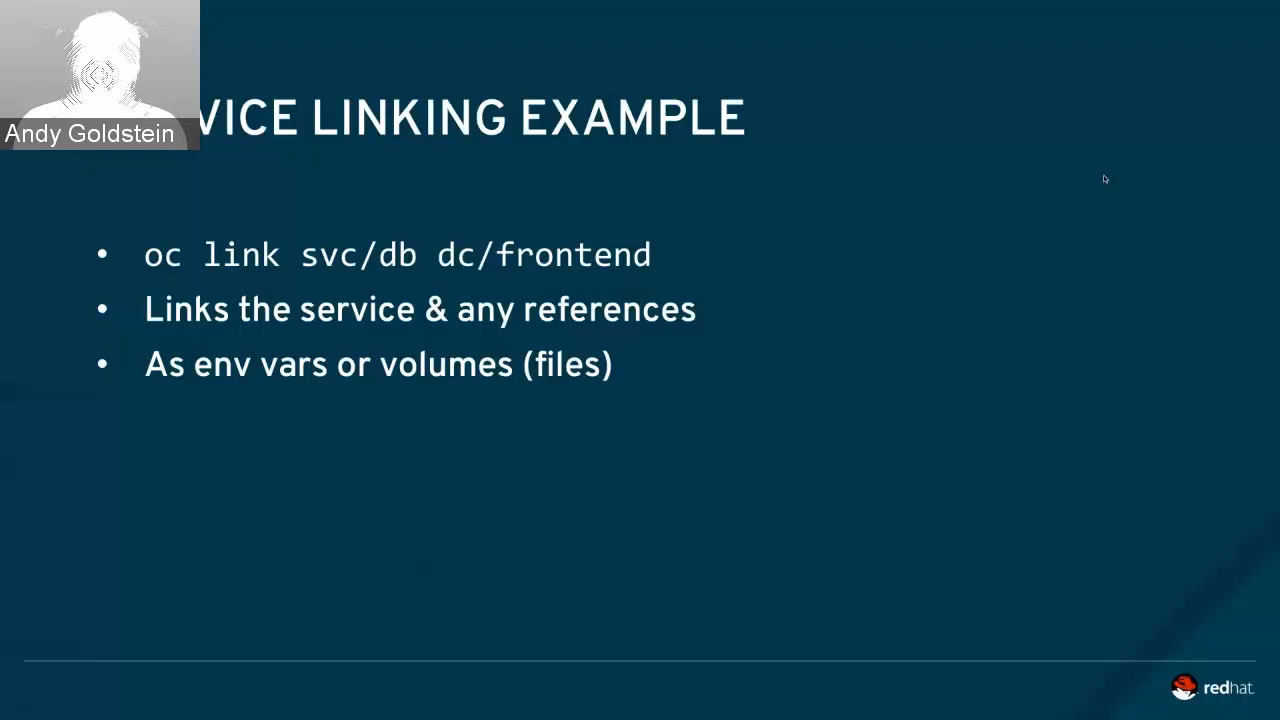 VICE LINKING EXAMPLE
Andy Goldstein
• oc link svc/db dc/frontend
• Links the service & any references
• As env vars or volumes (files)
redhat.